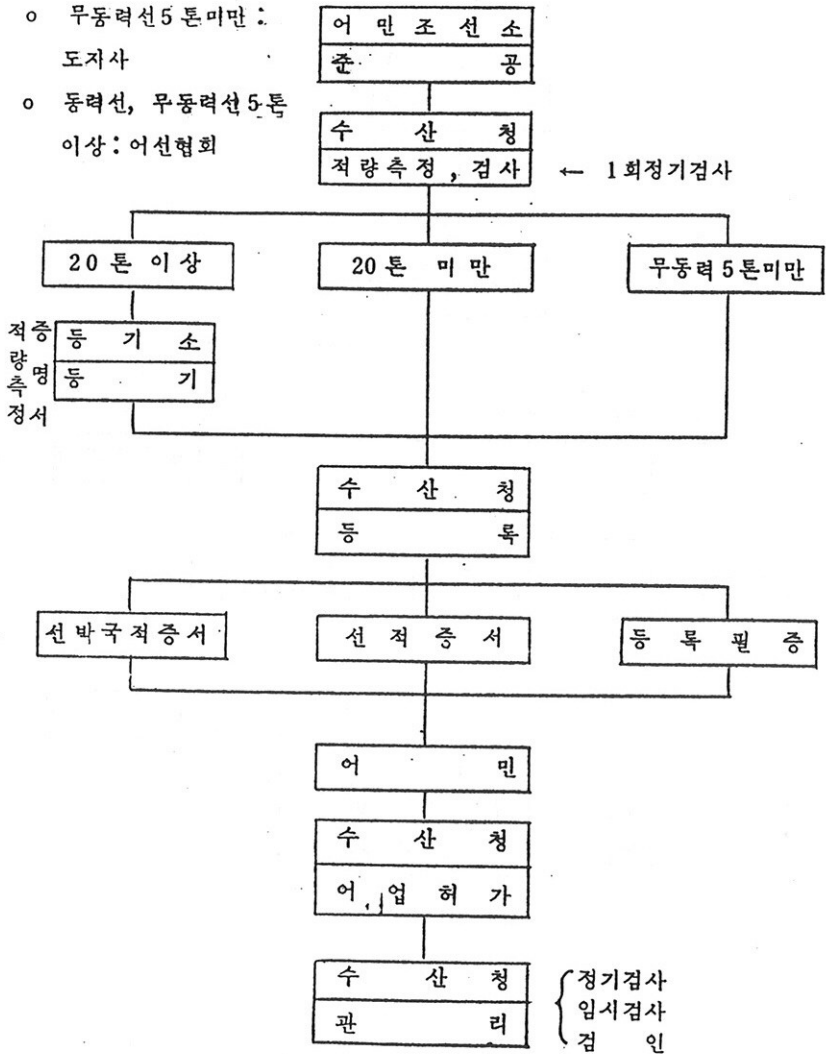 o 무동력선 5톤미만 :
도지사
o 동력선, 무동력선 5톤
이상 : 어선협회
어 민 조 선 소
준 공
수 산 청
적량측정, 검사 ← 1회정기검사
20톤 이상
20톤 미만
무동력 5톤미만
적량측정
증명서
등 기 소
등 기
수 산 청
등 록
선박국적증서
선 적 증 서
등 록 필 증
어 민
수 산 청
어 업 허 가
수 산 청
관 리
정기검사
임시검사
검 인